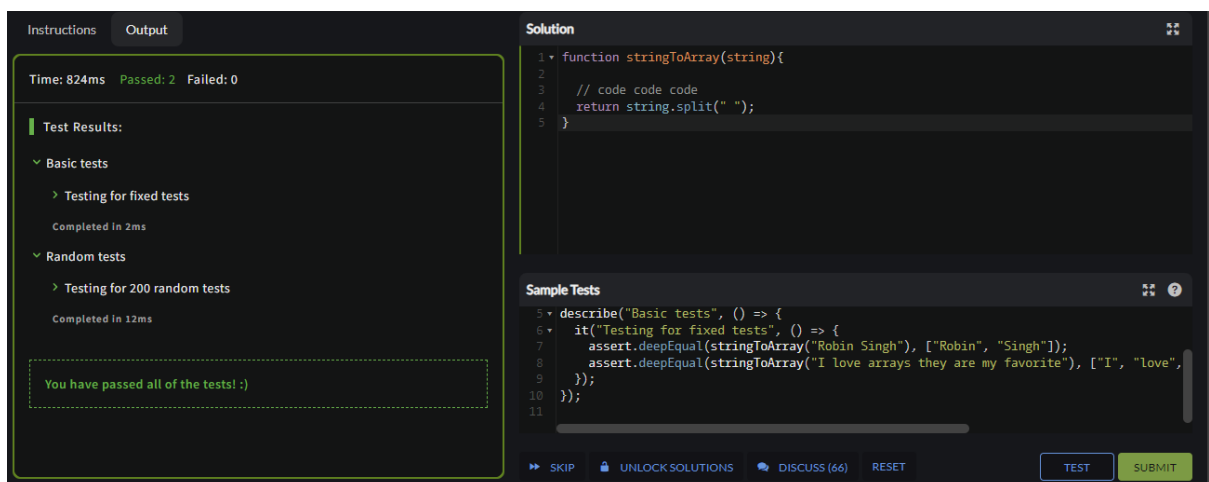 Instructions Output
Time: 824ms Passed: 2 Failed: 0
Test Results:
Basic tests
Testing for fixed tests
Completed in 2ms
Random tests
Testing for 200 random tests
Completed in 12ms
You have passed all of the tests! :)
Solution
1 function stringToArray(string){
2
3 // code code code
4 return string.split(" ");
5 }
Sample Tests
5 describe("Basic tests", () => {
6 it("Testing for fixed tests", () => {
7 assert.deepEqual(stringToArray("Robin Singh"), ["Robin", "Singh"]);
8 assert.deepEqual(stringToArray("I love arrays they are my favorite"), ["I", "love",
9 });
10 });
11
SKIP UNLOCK SOLUTIONS DISCUSS (66) RESET TEST SUBMIT